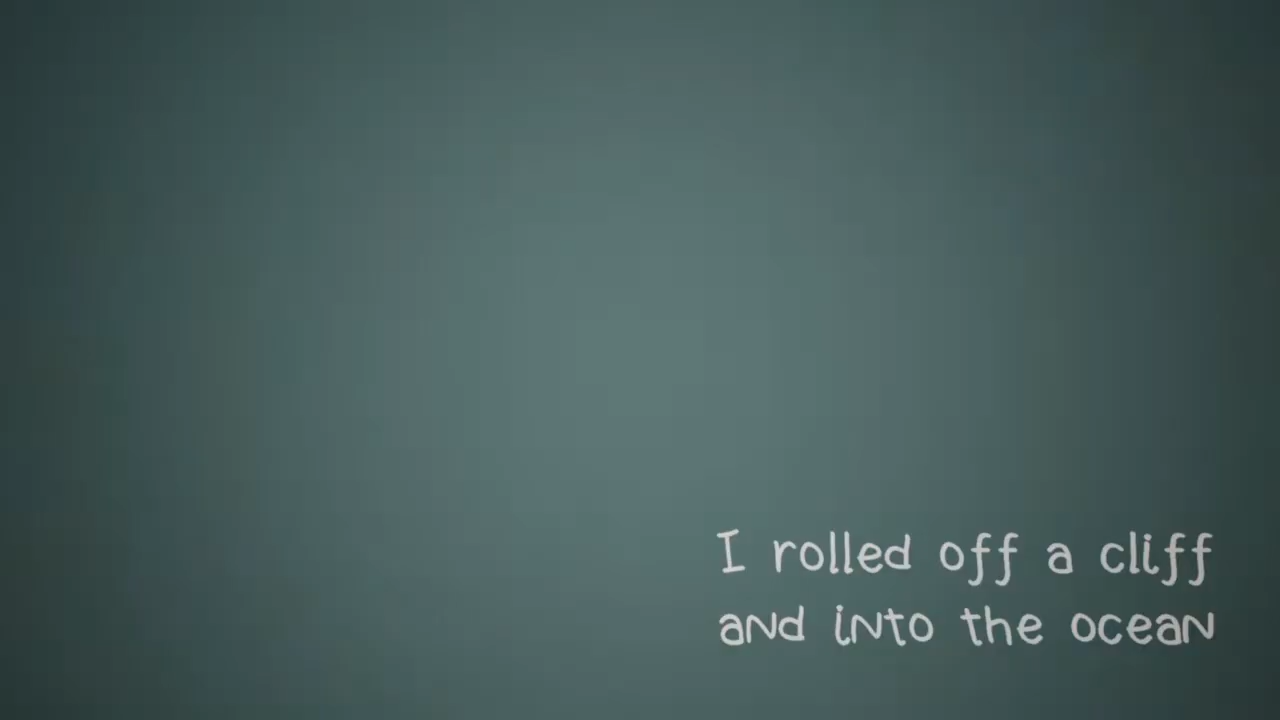 I rolled off a cliff
and into the ocean